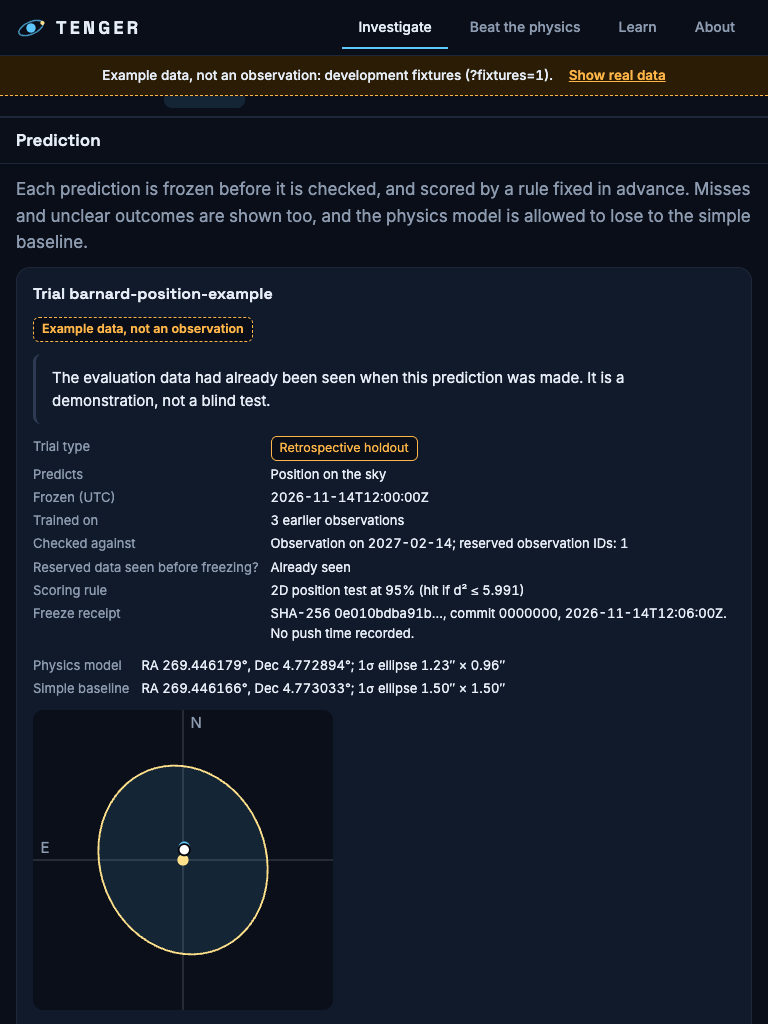 TENGER
Investigate
Beat the physics
Learn
About
Example data, not an observation: development fixtures (?fixtures=1). Show real data
Prediction
Each prediction is frozen before it is checked, and scored by a rule fixed in advance. Misses
and unclear outcomes are shown too, and the physics model is allowed to lose to the simple
baseline.
Trial barnard-position-example
Example data, not an observation
The evaluation data had already been seen when this prediction was made. It is a
demonstration, not a blind test.
Trial type Retrospective holdout
Predicts Position on the sky
Frozen (UTC) 2026-11-14T12:00:00Z
Trained on 3 earlier observations
Checked against Observation on 2027-02-14; reserved observation IDs: 1
Reserved data seen before freezing? Already seen
Scoring rule 2D position test at 95% (hit if d² ≤ 5.991)
Freeze receipt SHA-256 0e010bdba91b…, commit 0000000, 2026-11-14T12:06:00Z.
No push time recorded.
Physics model RA 269.446179°, Dec 4.772894°; 1σ ellipse 1.23″ × 0.96″
Simple baseline RA 269.446166°, Dec 4.773033°; 1σ ellipse 1.50″ × 1.50″
N
E